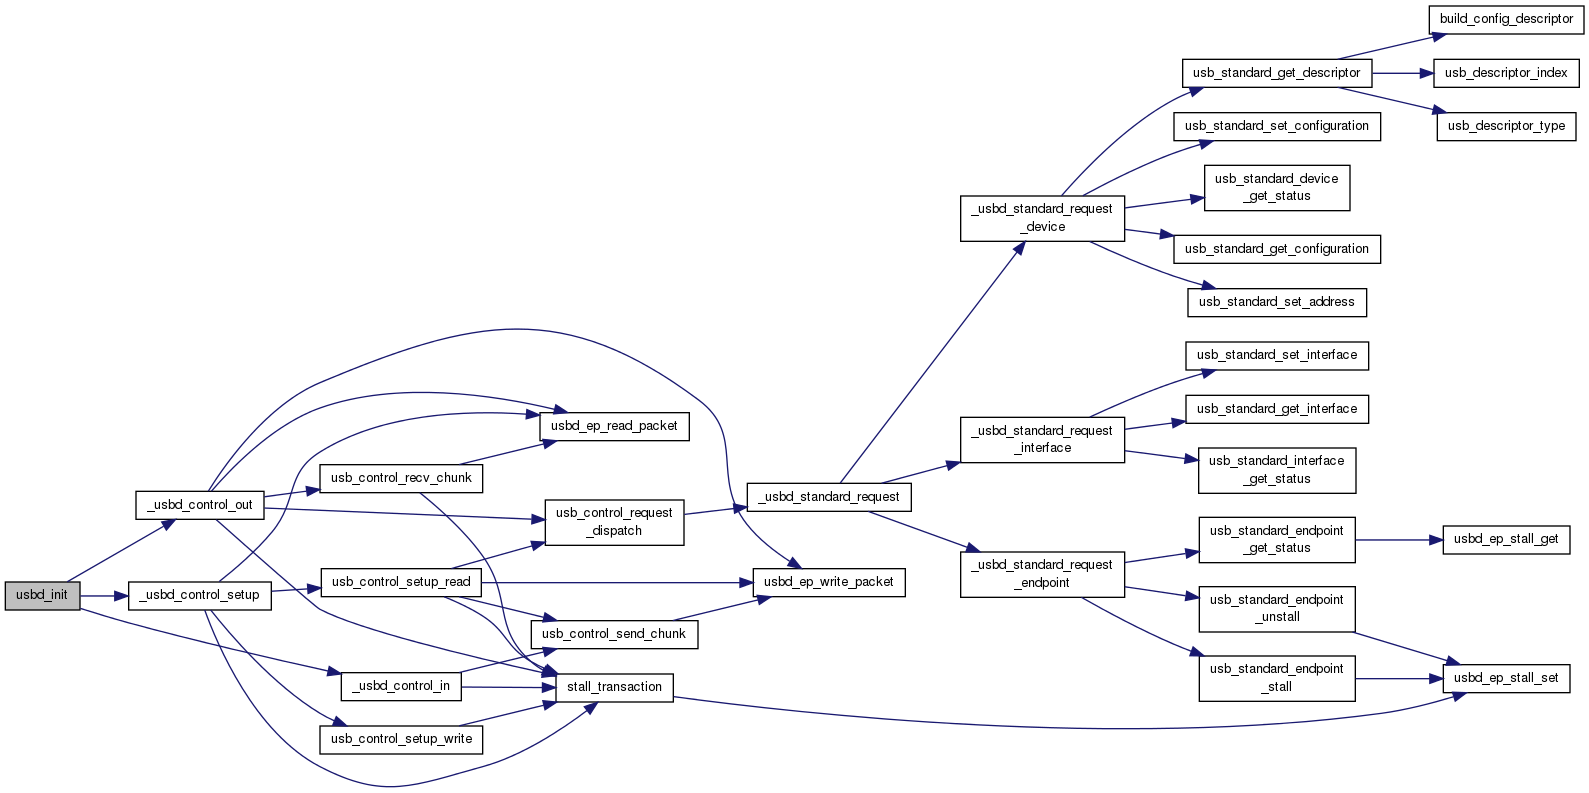 build_config_descriptor
usb_standard_get_descriptor
usb_descriptor_index
usb_standard_set_configuration
usb_descriptor_type
usb_standard_device
_get_status
_usbd_standard_request
_device
usb_standard_get_configuration
usb_standard_set_address
usb_standard_set_interface
usb_standard_get_interface
usbd_ep_read_packet
_usbd_standard_request
_interface
usb_standard_interface
_get_status
usb_control_recv_chunk
_usbd_control_out
_usbd_standard_request
usb_control_request
_dispatch
usb_standard_endpoint
_get_status
usbd_ep_stall_get
_usbd_standard_request
_endpoint
usbd_init
_usbd_control_setup
usb_control_setup_read
usbd_ep_write_packet
usb_standard_endpoint
_unstall
usb_control_send_chunk
_usbd_control_in
stall_transaction
usb_standard_endpoint
_stall
usbd_ep_stall_set
usb_control_setup_write